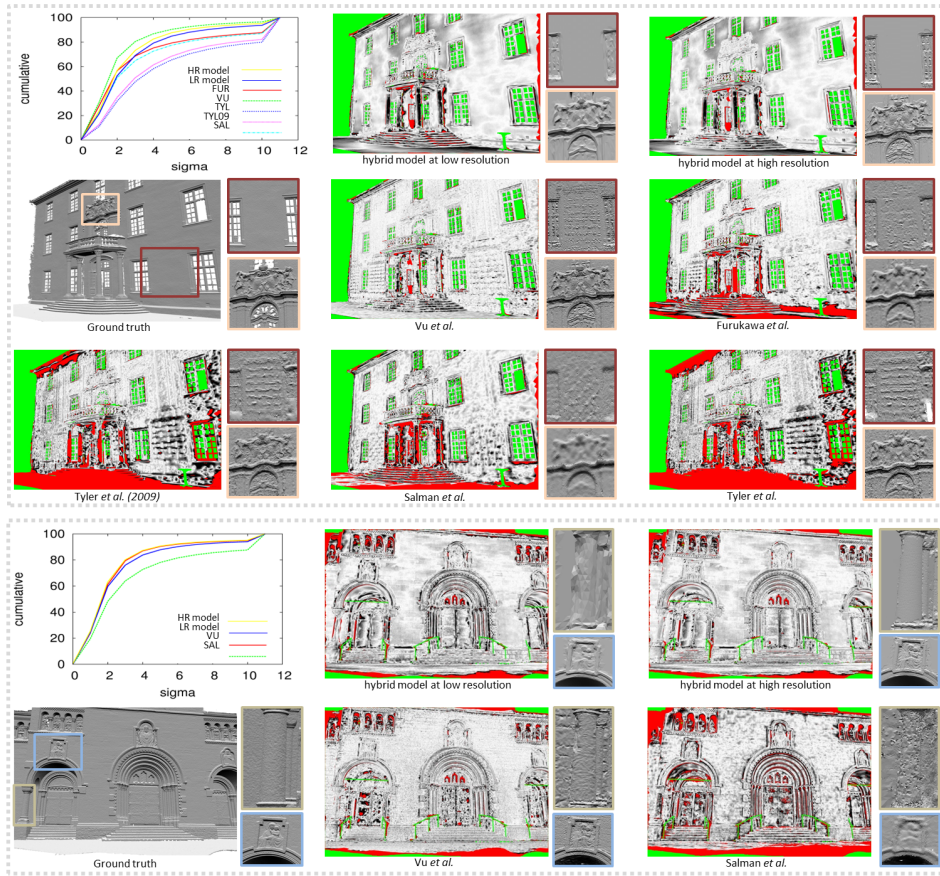 100
80
60
40
20
0
cumulative
HR model
LR model
FUR
VU
TYL
TYL09
SAL
0 2 4 6 8 10 12
sigma
hybrid model at low resolution
hybrid model at high resolution
Ground truth
Vu et al.
Furukawa et al.
Tyler et al. (2009)
Salman et al.
Tyler et al.
100
80
60
40
20
0
cumulative
HR model
LR model
VU
SAL
0 2 4 6 8 10 12
sigma
hybrid model at low resolution
hybrid model at high resolution
Ground truth
Vu et al.
Salman et al.